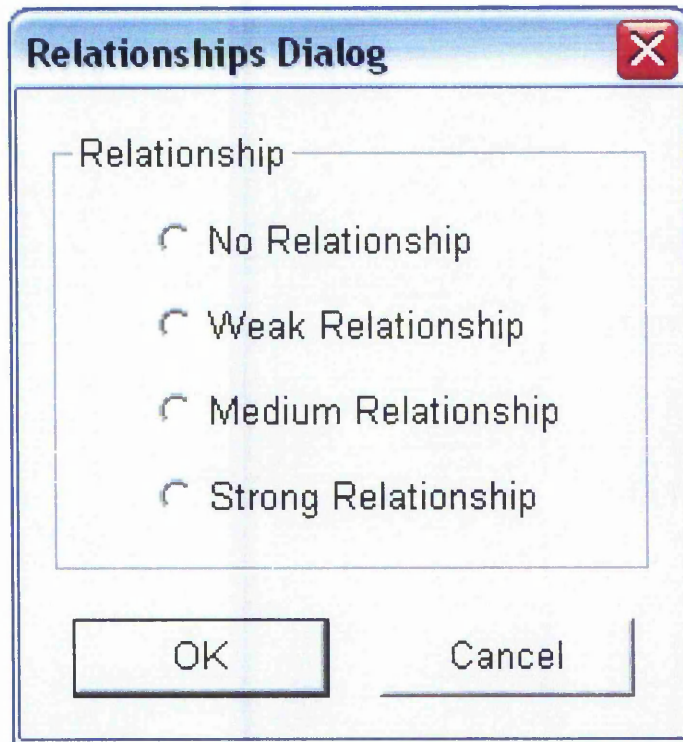 Relationships Dialog
Relationship
No Relationship
Weak Relationship
Medium Relationship
Strong Relationship
OK
Cancel